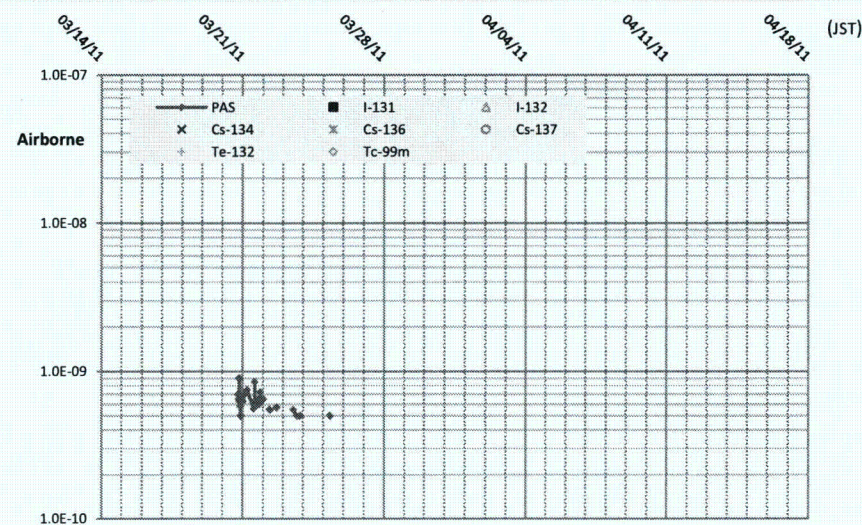 03/14/11 03/21/11 03/28/11 04/04/11 04/11/11 04/18/11 (JST)
1.0E-07
PAS I-131 I-132
Airborne
Cs-134 Cs-136 Cs-137
Te-132 Tc-99m
1.0E-08
1.0E-09
1.0E-10